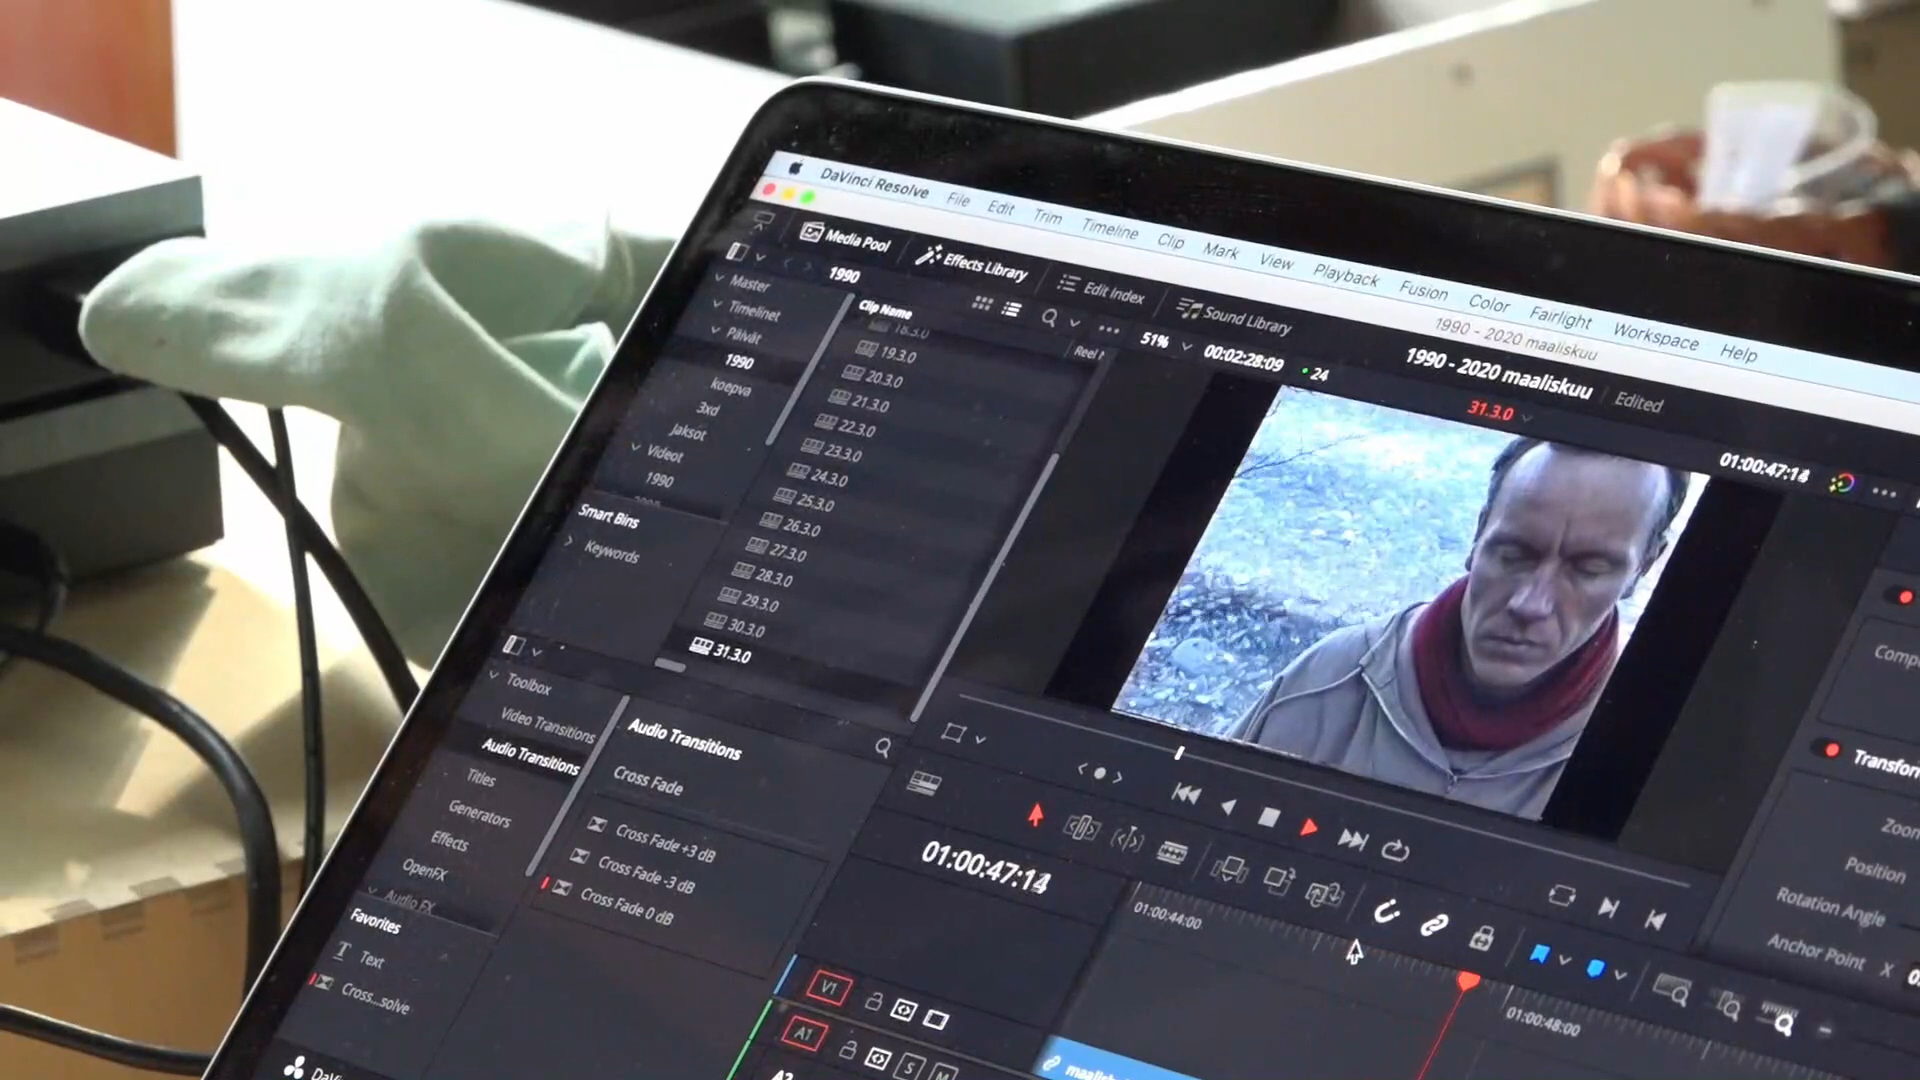 DaVinci Resolve File Edit Trim Timeline Clip Mark View Playback Fusion Color Fairlight Workspace Help
1990 - 2020 maaliskuu
Media Pool Effects Library Edit Index Sound Library
1990 - 2020 maaliskuu Edited
1990
51% 00:02:28:09 24
31.3.0
01:00:47:14
Master
Timelinet
Päivät
1990
koepva
3xd
Jaksot
Videot
1990
Smart Bins
Keywords
Clip Name
18.3.0
19.3.0
20.3.0
21.3.0
22.3.0
23.3.0
24.3.0
25.3.0
26.3.0
27.3.0
28.3.0
29.3.0
30.3.0
31.3.0
Toolbox
Video Transitions
Audio Transitions
Titles
Generators
Effects
OpenFX
Audio FX
Favorites
Text
Cross...solve
Audio Transitions
Cross Fade
Cross Fade +3 dB
Cross Fade -3 dB
Cross Fade 0 dB
01:00:47:14
01:00:44:00
01:00:48:00
V1
A1
S M
A2
Position
Rotation Angle
Anchor Point X